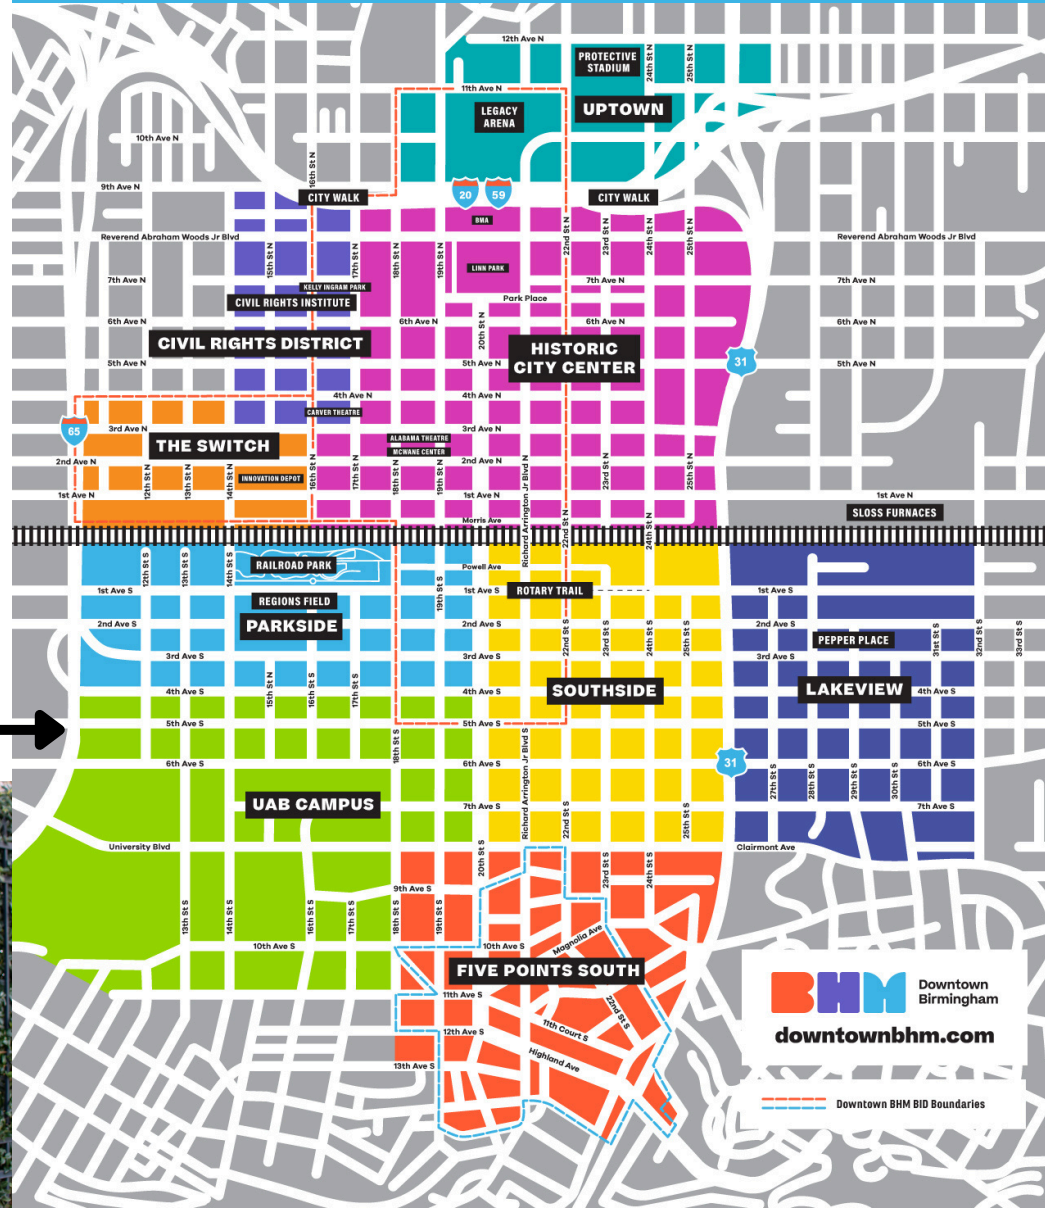 12th Ave N
PROTECTIVE
STADIUM
24th St N
25th St N
11th Ave N
LEGACY
ARENA
UPTOWN
10th Ave N
16th St N
9th Ave N
CITY WALK
20
59
CITY WALK
BMA
Reverend Abraham Woods Jr Blvd
Reverend Abraham Woods Jr Blvd
15th St N
17th St N
18th St N
19th St N
22nd St N
23rd St N
24th St N
25th St N
LINN PARK
7th Ave N
KELLY INGRAM PARK
7th Ave N
7th Ave N
CIVIL RIGHTS INSTITUTE
Park Place
6th Ave N
6th Ave N
20th St N
6th Ave N
6th Ave N
CIVIL RIGHTS DISTRICT
HISTORIC
CITY CENTER
5th Ave N
5th Ave N
31
5th Ave N
4th Ave N
4th Ave N
CARVER THEATRE
65
3rd Ave N
3rd Ave N
THE SWITCH
ALABAMA THEATRE
MCWANE CENTER
2nd Ave N
2nd Ave N
12th St N
13th St N
14th St N
INNOVATION DEPOT
16th St N
17th St N
18th St N
19th St N
Richard Arrington Jr Blvd N
23rd St N
25th St N
1st Ave N
1st Ave N
1st Ave N
SLOSS FURNACES
Morris Ave
22nd St N
24th St N
12th St S
13th St S
14th St S
RAILROAD PARK
Powell Ave
1st Ave S
19th St S
1st Ave S
ROTARY TRAIL
1st Ave S
REGIONS FIELD
2nd Ave S
PARKSIDE
2nd Ave S
22nd St S
23rd St S
24th St S
25th St S
2nd Ave S
PEPPER PLACE
31st St S
32nd St S
33rd St S
3rd Ave S
3rd Ave S
3rd Ave S
4th Ave S
15th St N
16th St S
17th St S
4th Ave S
SOUTHSIDE
LAKEVIEW
4th Ave S
5th Ave S
5th Ave S
5th Ave S
18th St S
Richard Arrington Jr Blvd S
6th Ave S
6th Ave S
31
6th Ave S
27th St S
28th St S
29th St S
30th St S
UAB CAMPUS
7th Ave S
22nd St S
25th St S
7th Ave S
University Blvd
20th St S
Clairmont Ave
23rd St S
24th St S
9th Ave S
13th St S
14th St S
16th St S
17th St S
18th St S
19th St S
10th Ave S
10th Ave S
Magnolia Ave
FIVE POINTS SOUTH
11th Ave S
22nd St S
12th Ave S
11th Court S
13th Ave S
Highland Ave
BHM
Downtown
Birmingham
downtownbhm.com
Downtown BHM BID Boundaries